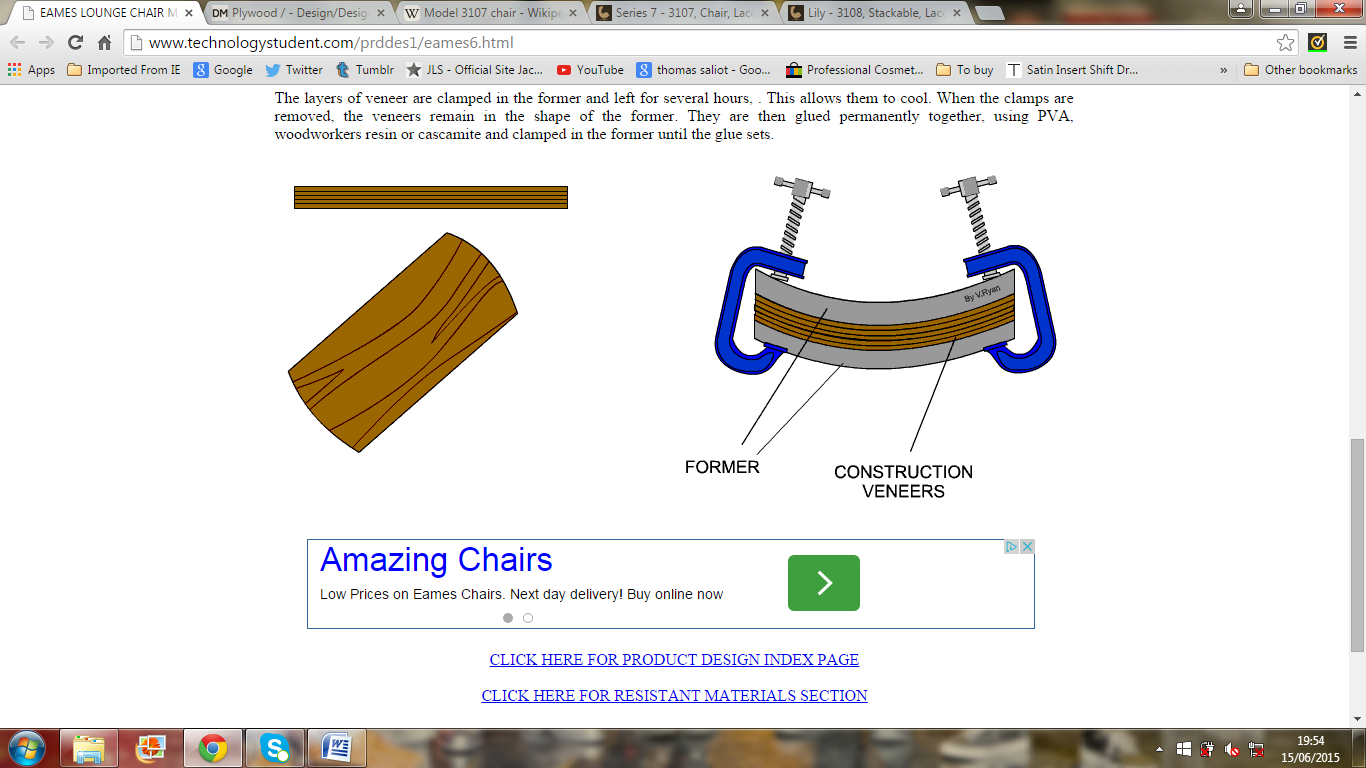 EAMES LOUNGE CHAIR M
Plywood / - Design/Desig
Model 3107 chair - Wikipe
Series 7 - 3107, Chair, Lac
Lily - 3108, Stackable, Lac
www.technologystudent.com/prddes1/eames6.html
Apps Imported From IE Google Twitter Tumblr JLS - Official Site Jac... YouTube thomas saliot - Goo... Professional Cosmet... To buy Satin Insert Shift Dr... » Other bookmarks
The layers of veneer are clamped in the former and left for several hours, . This allows them to cool. When the clamps are
removed, the veneers remain in the shape of the former. They are then glued permanently together, using PVA,
woodworkers resin or cascamite and clamped in the former until the glue sets.
By V.Ryan
FORMER
CONSTRUCTION
VENEERS
Amazing Chairs
Low Prices on Eames Chairs. Next day delivery! Buy online now
CLICK HERE FOR PRODUCT DESIGN INDEX PAGE
CLICK HERE FOR RESISTANT MATERIALS SECTION
19:54
15/06/2015